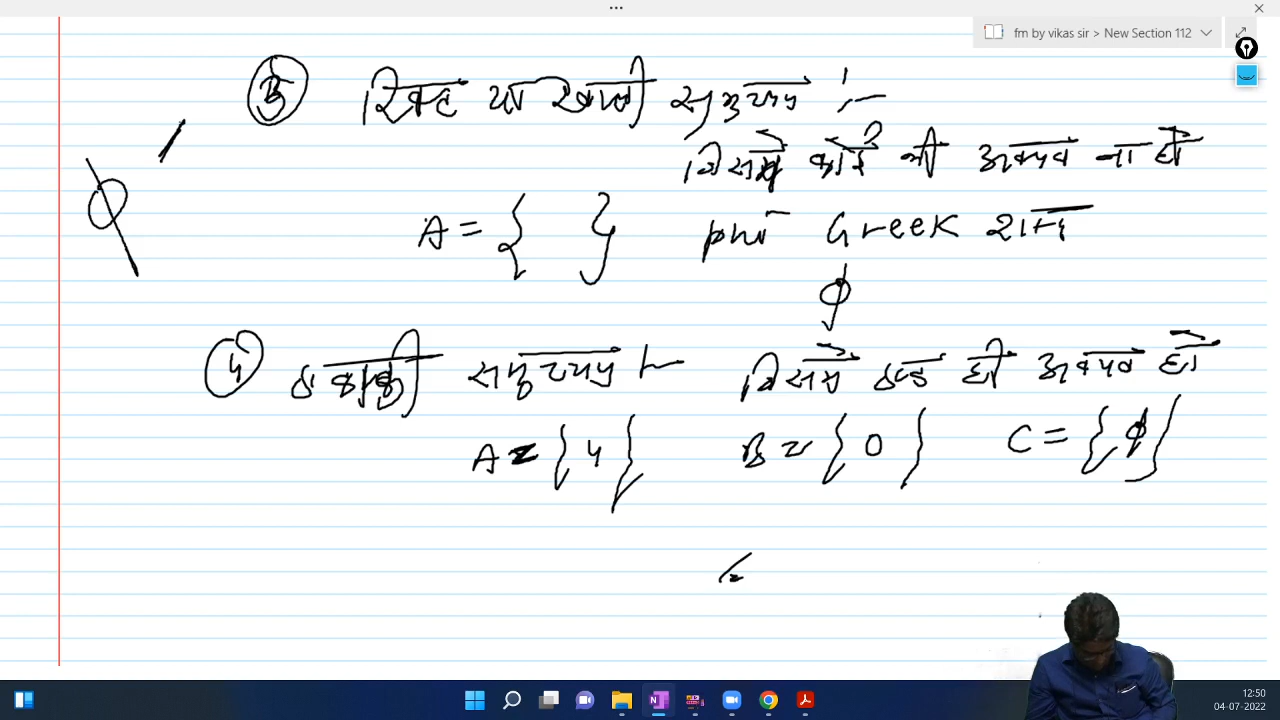 fm by vikas sir > New Section 112
③ रिक्त या खाली समुच्चय :-
जिसमें कोई भी अवयव ना हो
A = { } phi Greek शब्द
ϕ
ϕ
④ एकाकी समुच्चय :- जिसमें एक ही अवयव हो
A = {4} B = {0} C = {ϕ}
12:50
04-07-2022